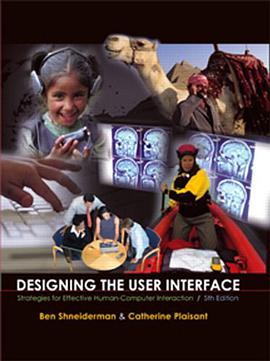 DESIGNING THE USER INTERFACE
Strategies for Effective Human-Computer Interaction / 5th Edition
Ben Shneiderman & Catherine Plaisant